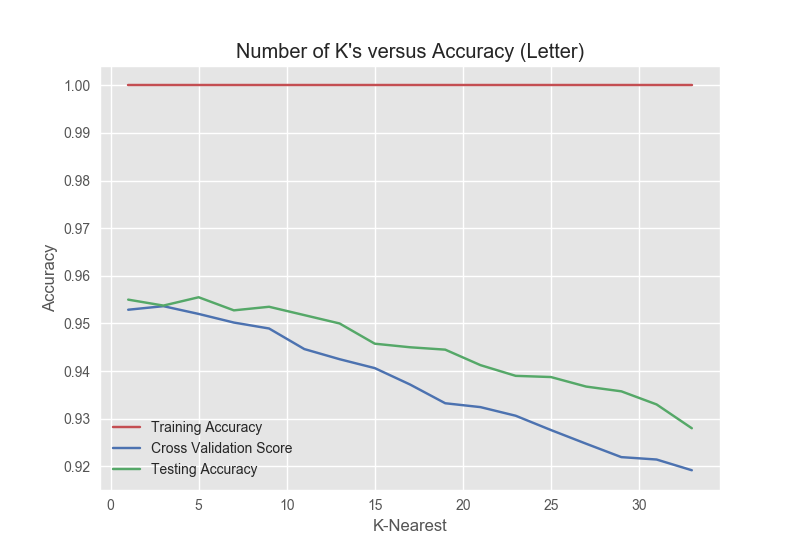 Number of K's versus Accuracy (Letter)
1.00
0.99
0.98
0.97
0.96
0.95
0.94
0.93
0.92
Accuracy
Training Accuracy
Cross Validation Score
Testing Accuracy
0 5 10 15 20 25 30
K-Nearest